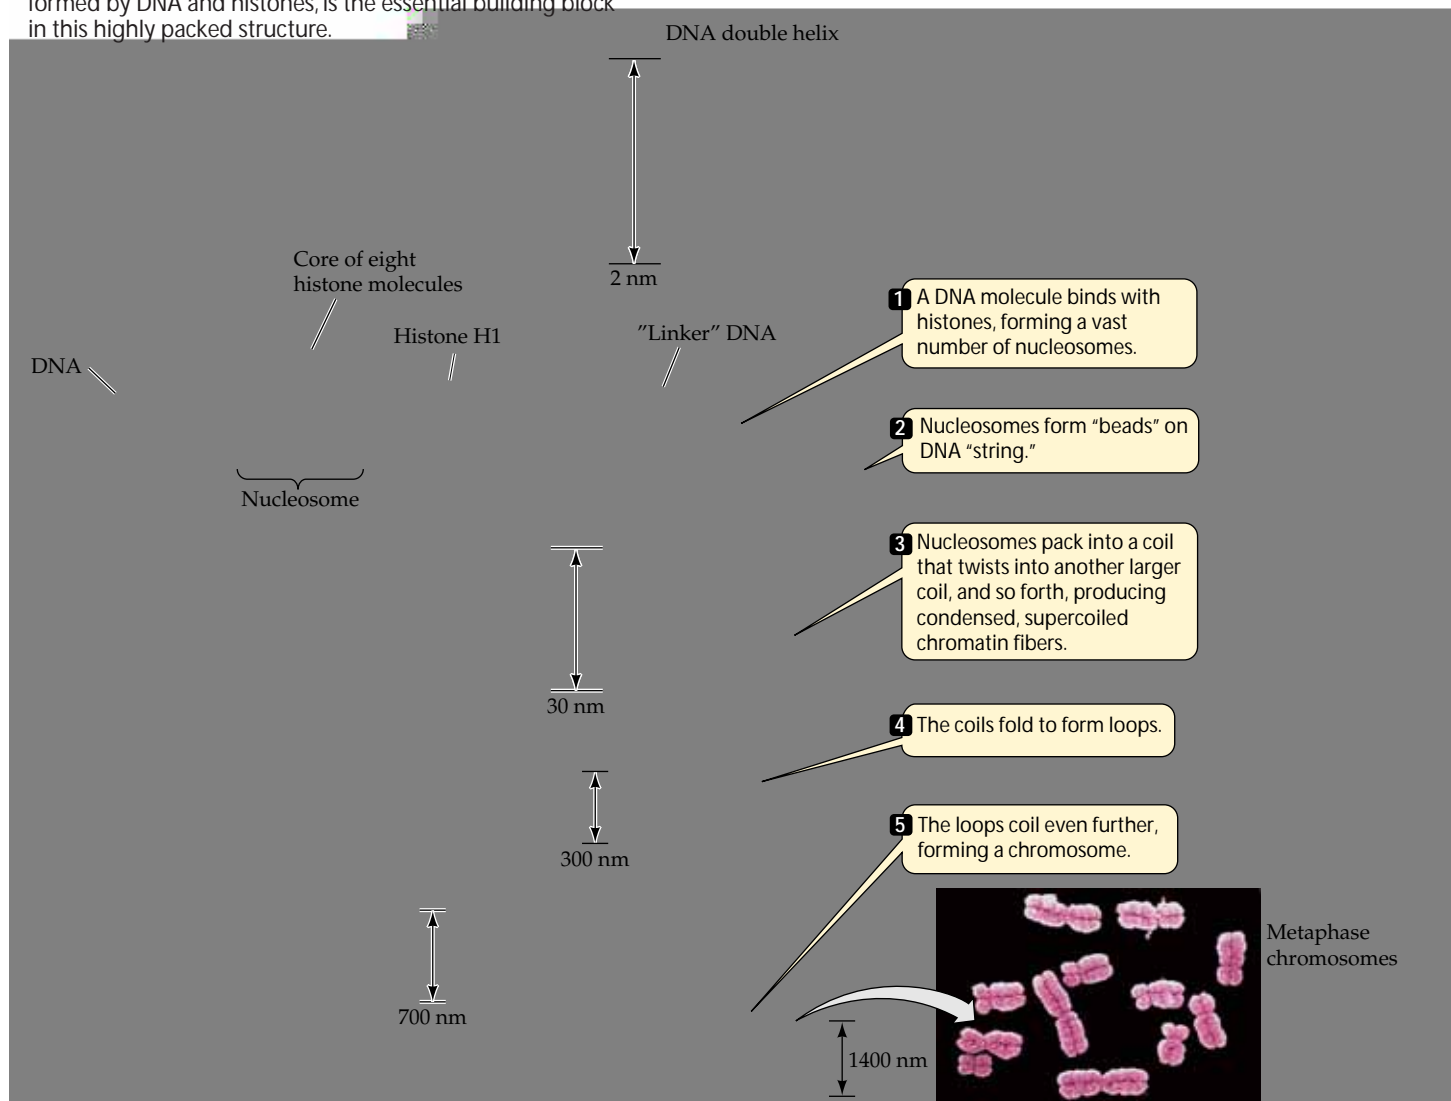 formed by DNA and histones, is the essential building block
in this highly packed structure.
DNA double helix
2 nm
Core of eight
histone molecules
Histone H1
"Linker" DNA
DNA
Nucleosome
1 A DNA molecule binds with
histones, forming a vast
number of nucleosomes.
2 Nucleosomes form “beads” on
DNA “string.”
3 Nucleosomes pack into a coil
that twists into another larger
coil, and so forth, producing
condensed, supercoiled
chromatin fibers.
30 nm
4 The coils fold to form loops.
300 nm
5 The loops coil even further,
forming a chromosome.
700 nm
1400 nm
Metaphase
chromosomes